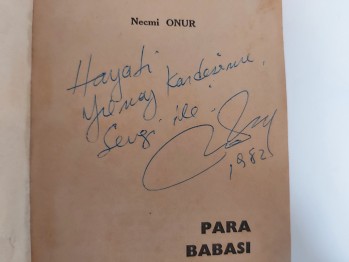 Necmi ONUR
Hayati
Yılmaz Kardeşime,
Sevgi ile.
1982
PARA
BABASI